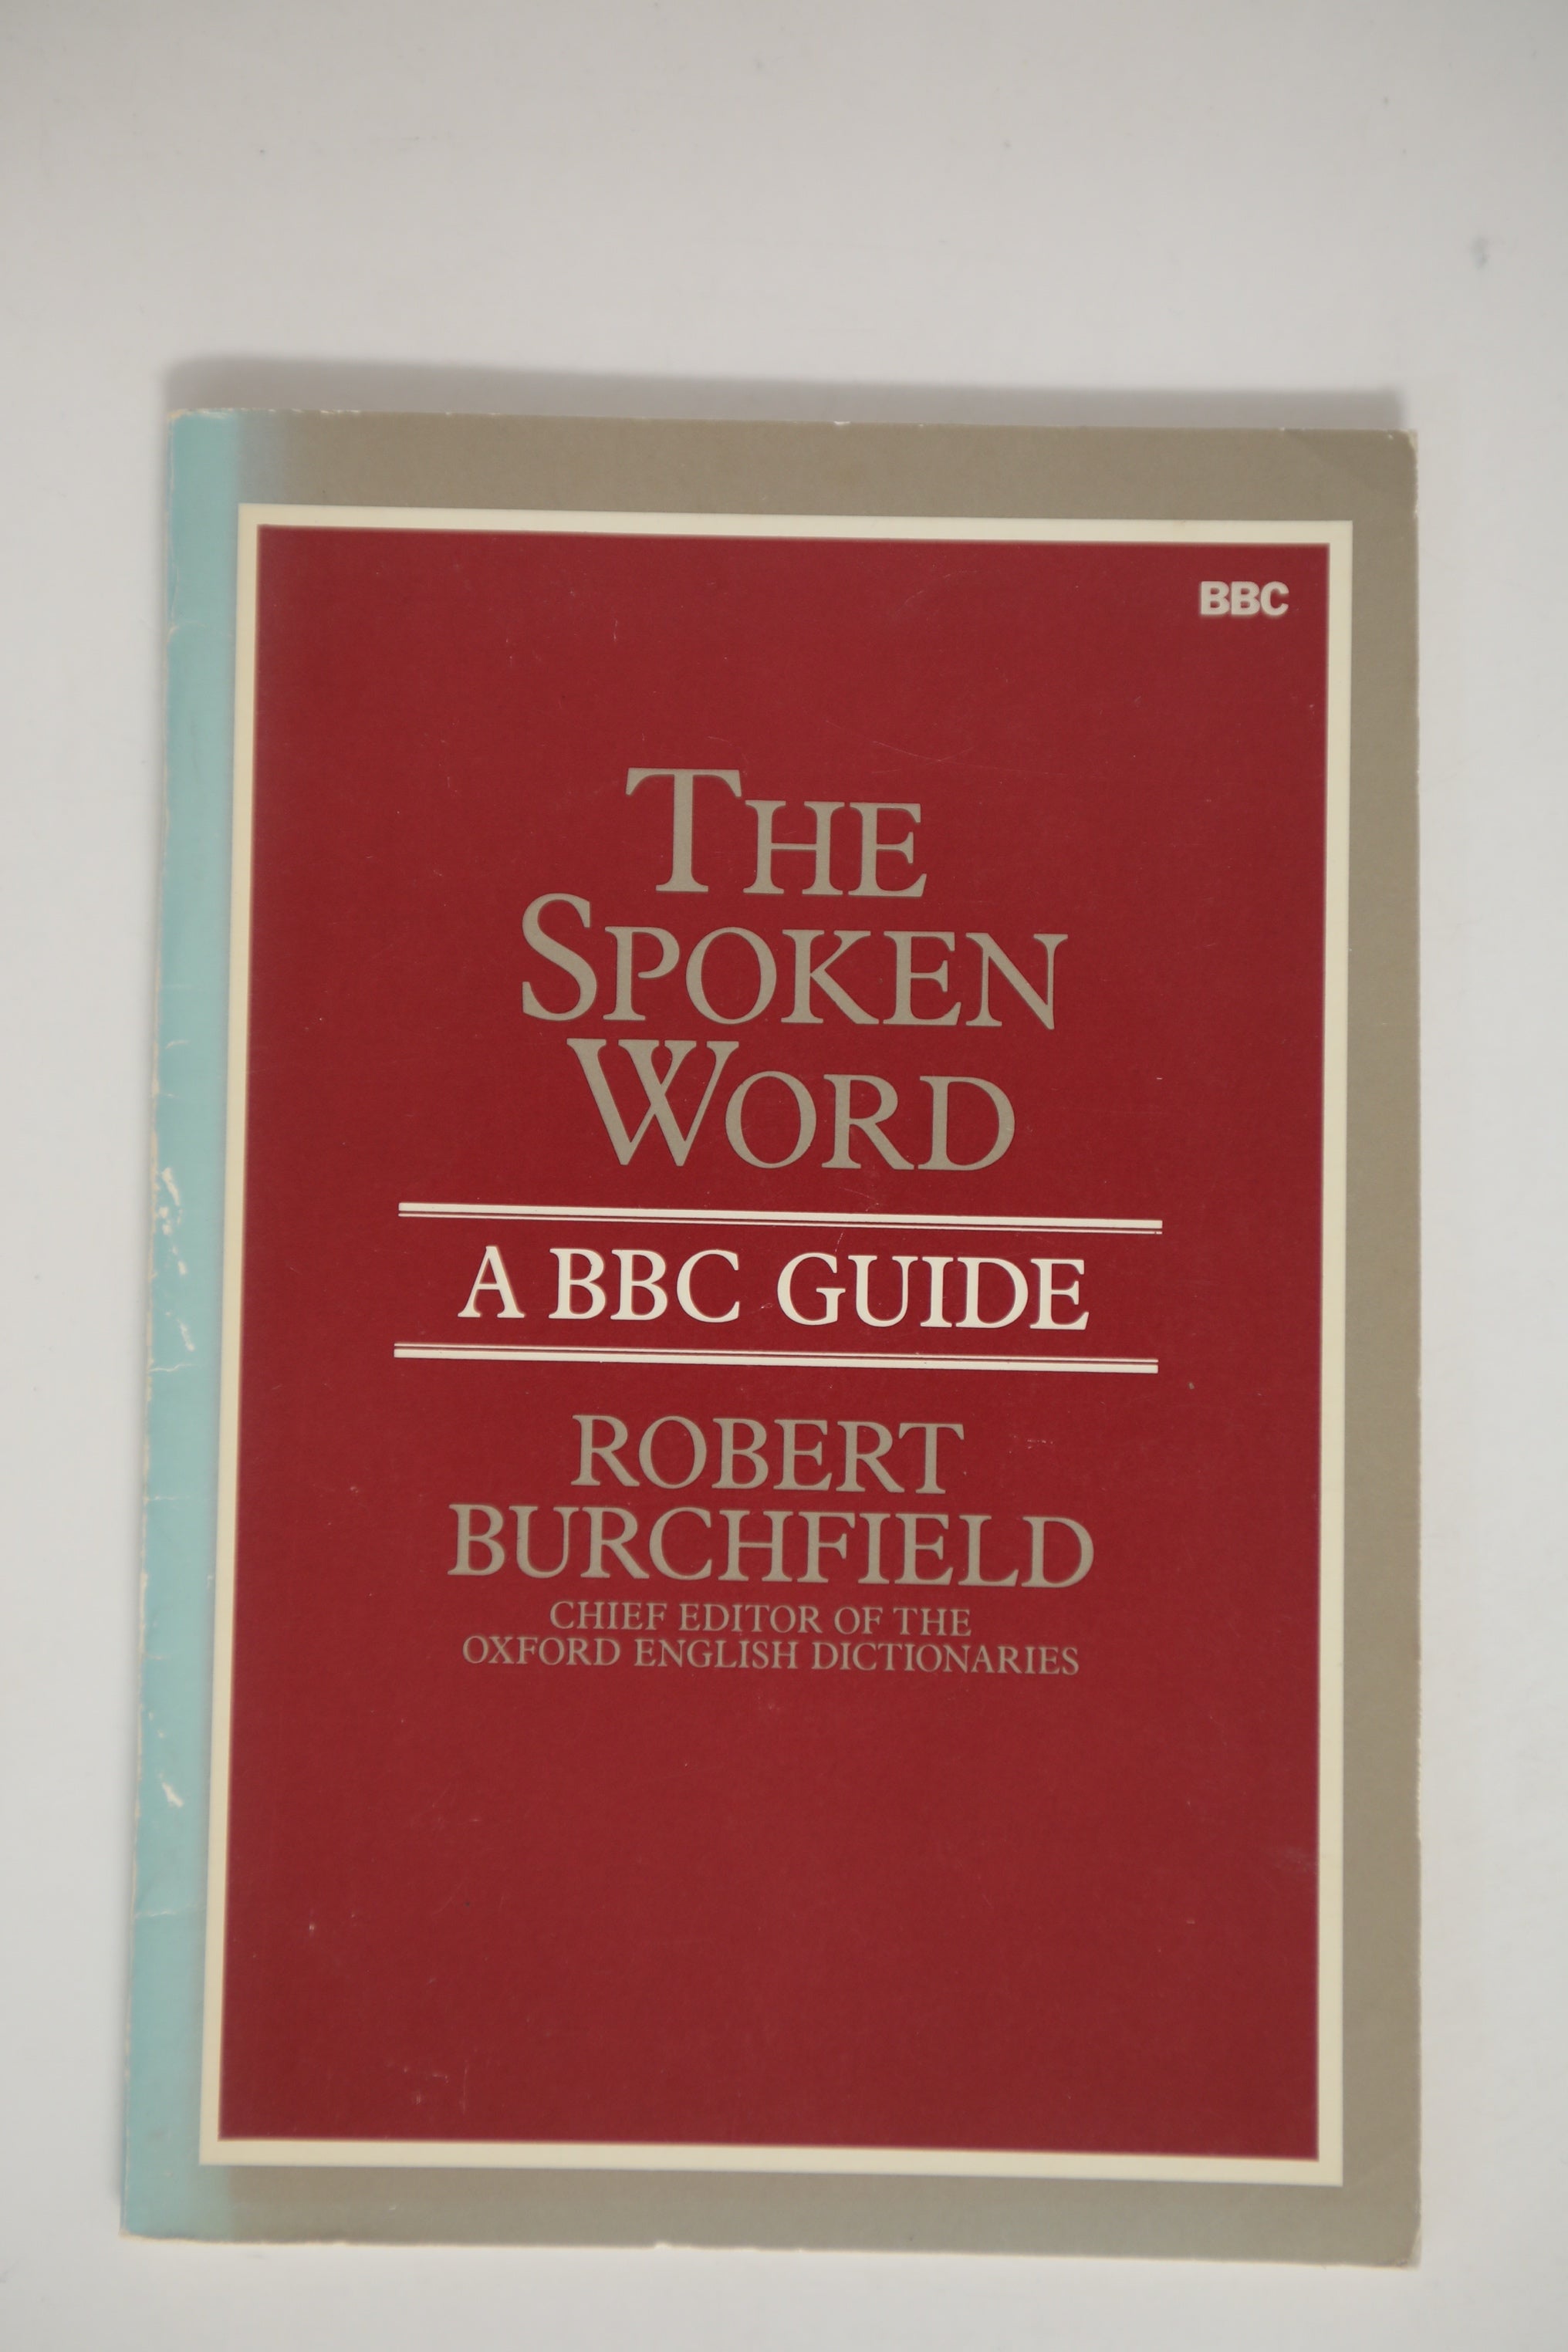 BBC
THE
SPOKEN
WORD
A BBC GUIDE
ROBERT
BURCHFIELD
CHIEF EDITOR OF THE
OXFORD ENGLISH DICTIONARIES